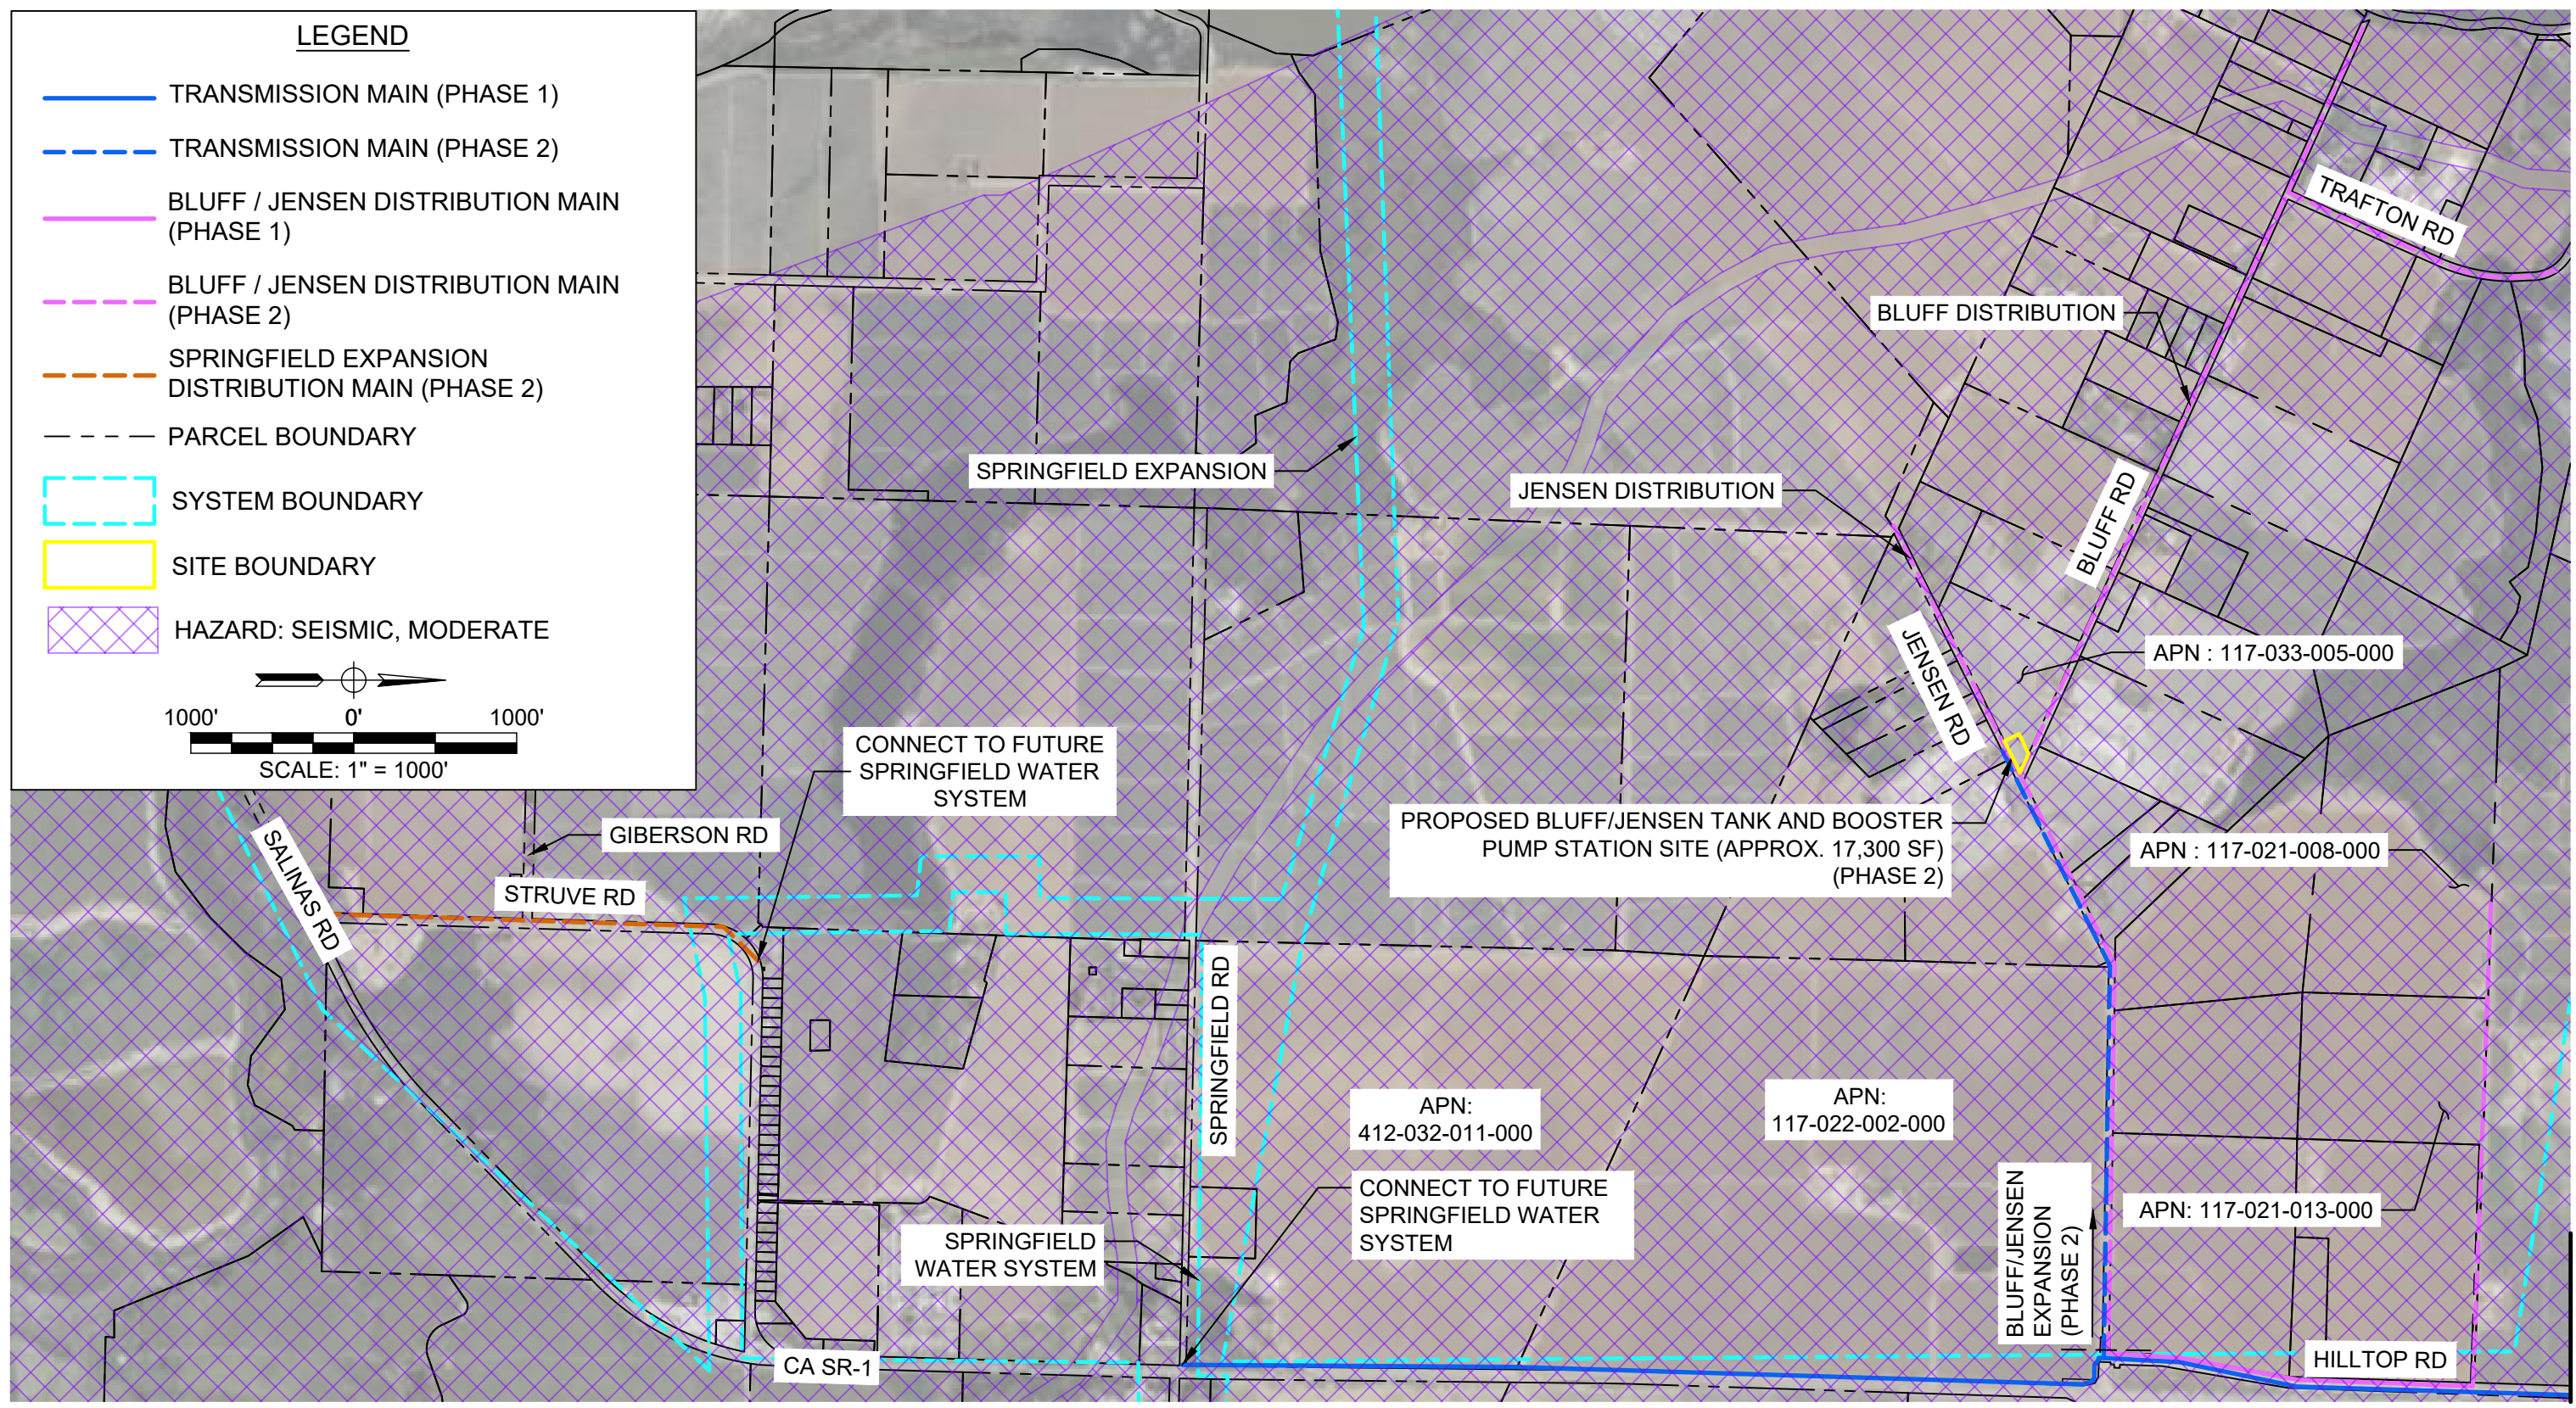 LEGEND
TRANSMISSION MAIN (PHASE 1)
TRANSMISSION MAIN (PHASE 2)
BLUFF / JENSEN DISTRIBUTION MAIN
(PHASE 1)
BLUFF / JENSEN DISTRIBUTION MAIN
(PHASE 2)
SPRINGFIELD EXPANSION
DISTRIBUTION MAIN (PHASE 2)
PARCEL BOUNDARY
SYSTEM BOUNDARY
SITE BOUNDARY
HAZARD: SEISMIC, MODERATE
1000' 0' 1000'
SCALE: 1" = 1000'
TRAFTON RD
BLUFF DISTRIBUTION
SPRINGFIELD EXPANSION
JENSEN DISTRIBUTION
BLUFF RD
JENSEN RD
APN : 117-033-005-000
CONNECT TO FUTURE
SPRINGFIELD WATER
SYSTEM
GIBERSON RD
SALINAS RD
STRUVE RD
PROPOSED BLUFF/JENSEN TANK AND BOOSTER
PUMP STATION SITE (APPROX. 17,300 SF)
(PHASE 2)
APN : 117-021-008-000
SPRINGFIELD RD
APN:
412-032-011-000
APN:
117-022-002-000
CONNECT TO FUTURE
SPRINGFIELD WATER
SYSTEM
SPRINGFIELD
WATER SYSTEM
BLUFF/JENSEN
EXPANSION
(PHASE 2)
APN: 117-021-013-000
CA SR-1
HILLTOP RD